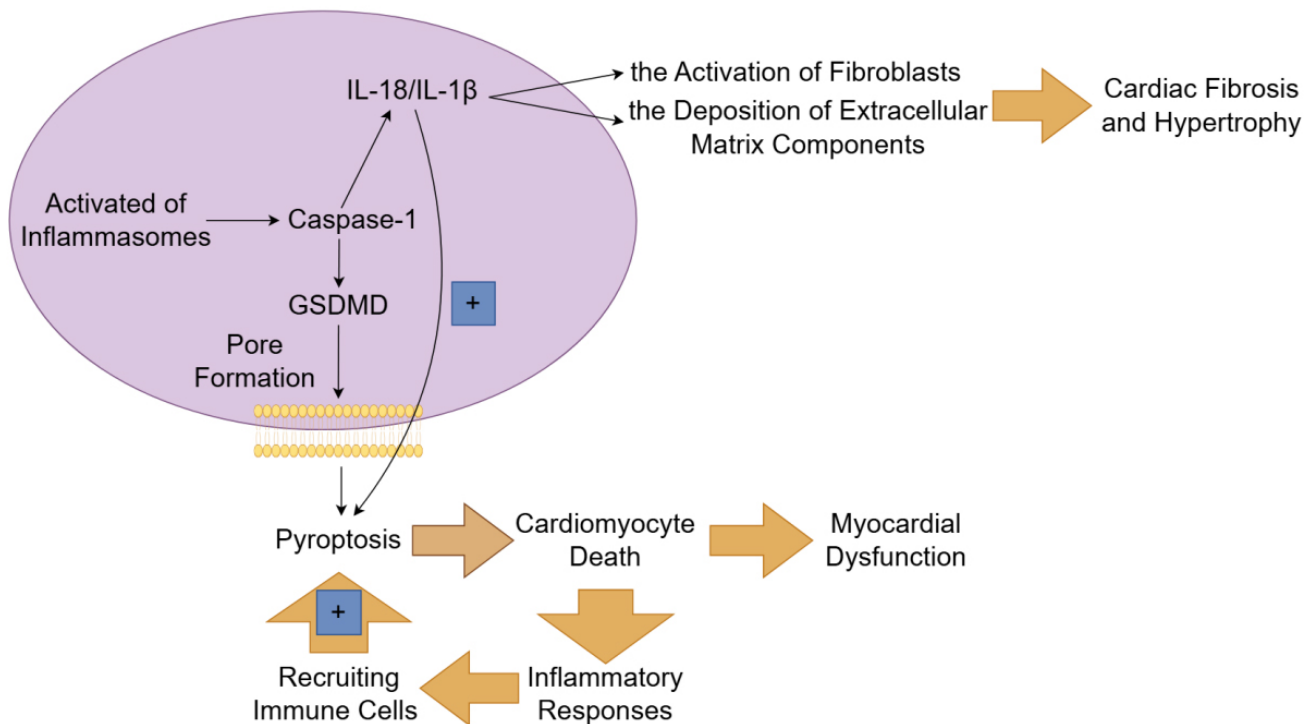 IL-18/IL-1β
the Activation of Fibroblasts
the Deposition of Extracellular
Matrix Components
Cardiac Fibrosis
and Hypertrophy
Activated of
Inflammasomes
Caspase-1
GSDMD
+
Pore
Formation
Pyroptosis
Cardiomyocyte
Death
Myocardial
Dysfunction
+
Recruiting
Immune Cells
Inflammatory
Responses